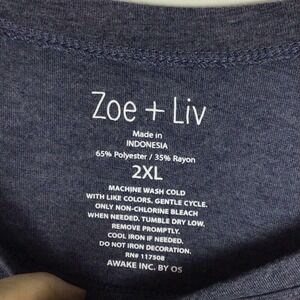 Zoe + Liv
Made in
INDONESIA
65% Polyester / 35% Rayon
2XL
MACHINE WASH COLD
WITH LIKE COLORS. GENTLE CYCLE.
ONLY NON-CHLORINE BLEACH
WHEN NEEDED. TUMBLE DRY LOW.
REMOVE PROMPTLY.
COOL IRON IF NEEDED.
DO NOT IRON DECORATION.
RN# 117508
AWAKE INC. BY OS